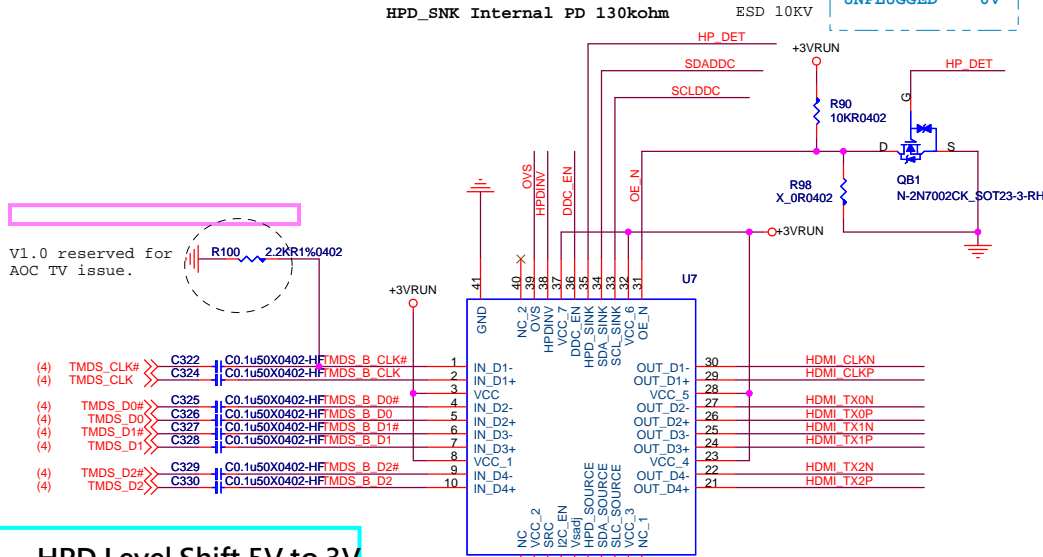 UNPLUGGED 0V
HPD_SNK Internal PD 130kohm
ESD 10KV
HP_DET
+3VRUN
SDADDC
HP_DET
SCLDDC
G
R90
10KR0402
D
S
OVS
HPDINV
DDC_EN
OE_N
R98
X_0R0402
QB1
N-2N7002CK_SOT23-3-RH
+3VRUN
V1.0 reserved for
AOC TV issue.
R100
2.2KR1%0402
+3VRUN
U7
41
40
39
38
37
36
35
34
33
32
31
GND
NC_2
OVS
HPDINV
VCC_7
DDC_EN
HPD_SINK
SDA_SINK
SCL_SINK
VCC_6
OE_N
(4) TMDS_CLK# C322 C0.1u50X0402-HF TMDS_B_CLK# 1 IN_D1- OUT_D1- 30 HDMI_CLKN
(4) TMDS_CLK C324 C0.1u50X0402-HF TMDS_B_CLK 2 IN_D1+ OUT_D1+ 29 HDMI_CLKP
3 VCC VCC_5 28
(4) TMDS_D0# C325 C0.1u50X0402-HF TMDS_B_D0# 4 IN_D2- OUT_D2- 27 HDMI_TX0N
(4) TMDS_D0 C326 C0.1u50X0402-HF TMDS_B_D0 5 IN_D2+ OUT_D2+ 26 HDMI_TX0P
(4) TMDS_D1# C327 C0.1u50X0402-HF TMDS_B_D1# 6 IN_D3- OUT_D3- 25 HDMI_TX1N
(4) TMDS_D1 C328 C0.1u50X0402-HF TMDS_B_D1 7 IN_D3+ OUT_D3+ 24 HDMI_TX1P
8 VCC_1 VCC_4 23
(4) TMDS_D2# C329 C0.1u50X0402-HF TMDS_B_D2# 9 IN_D4- OUT_D4- 22 HDMI_TX2N
(4) TMDS_D2 C330 C0.1u50X0402-HF TMDS_B_D2 10 IN_D4+ OUT_D4+ 21 HDMI_TX2P
NC
VCC_2
SRC
I2C_EN
Vsadj
HPD_SOURCE
SDA_SOURCE
SLC_SOURCE
VCC_3
NC_1
HPD Level Shift 5V to 3V